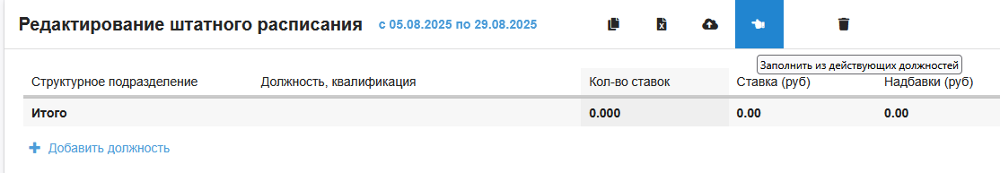 Редактирование штатного расписания с 05.08.2025 по 29.08.2025
Заполнить из действующих должностей
Структурное подразделение Должность, квалификация Кол-во ставок Ставка (руб) Надбавки (руб)
Итого 0.000 0.00 0.00
Добавить должность